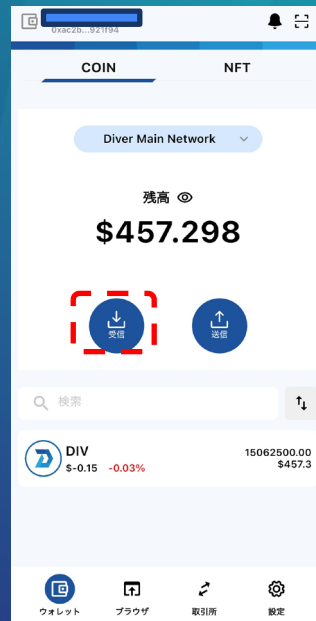 0xac2b...921f94
COIN
NFT
Diver Main Network
残高
$457.298
受信
送信
検索
DIV
15062500.00
$-0.15 -0.03%
$457.3
ウォレット
ブラウザ
取引所
設定